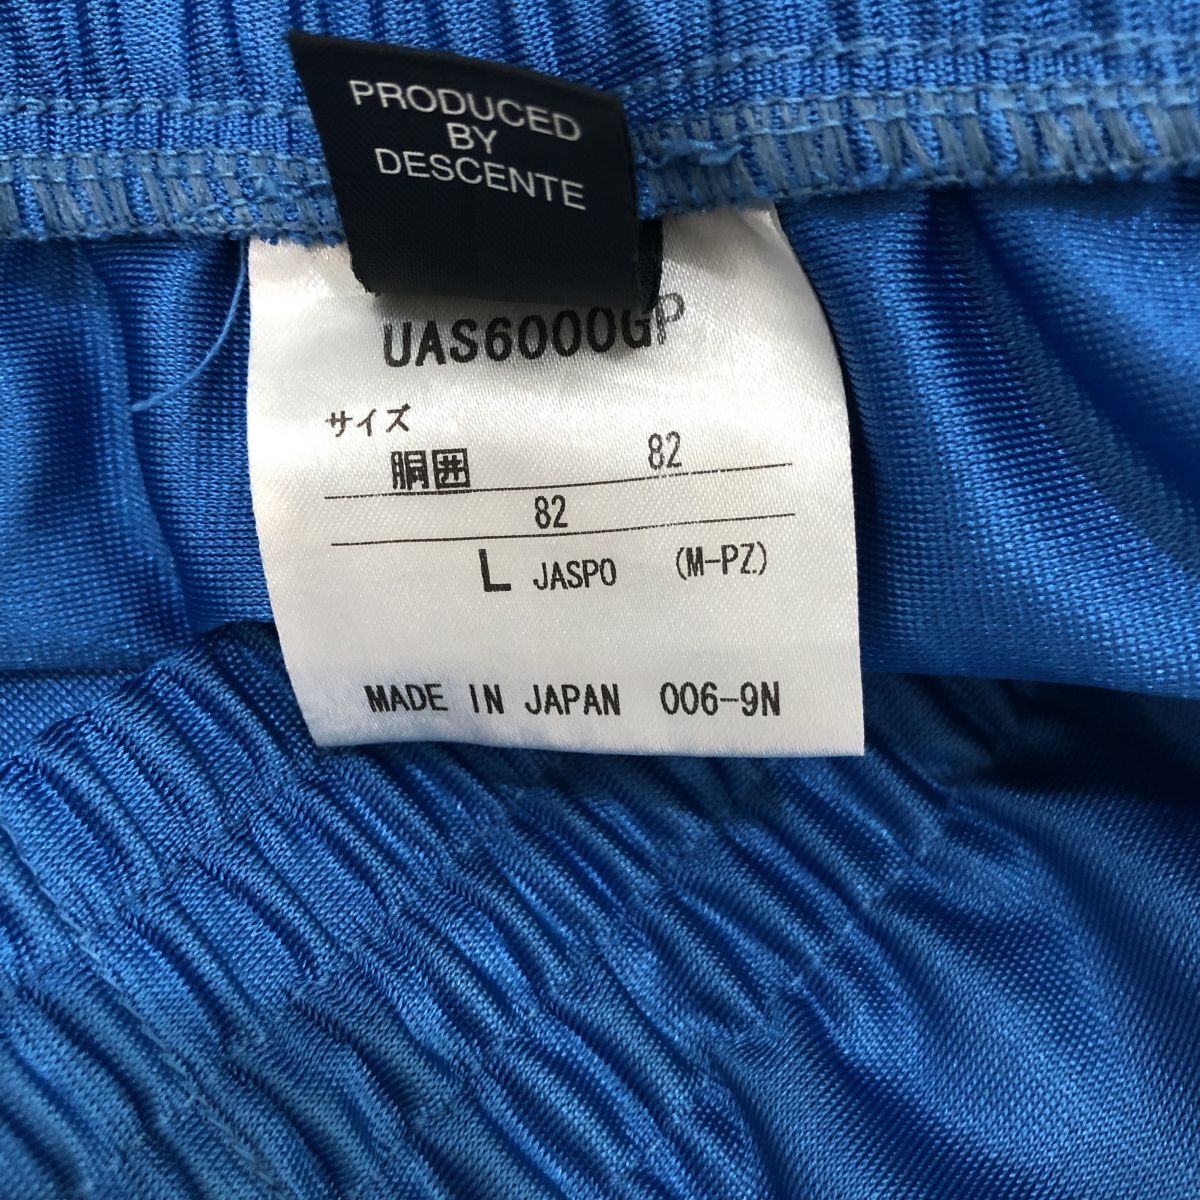 PRODUCED
BY
DESCENTE
UAS6000GP
サイズ
胴囲 82
82
L JASPO (M-PZ)
MADE IN JAPAN 006-9N